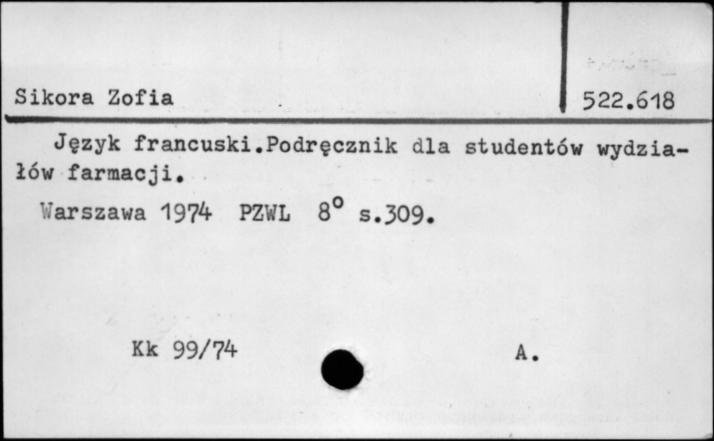 Sikora Zofia
522.618
Język francuski.Podręcznik dla studentów wydzia-
łów farmacji.
Warszawa 1974 PZWL 8° s.309.
Kk 99/74
A.